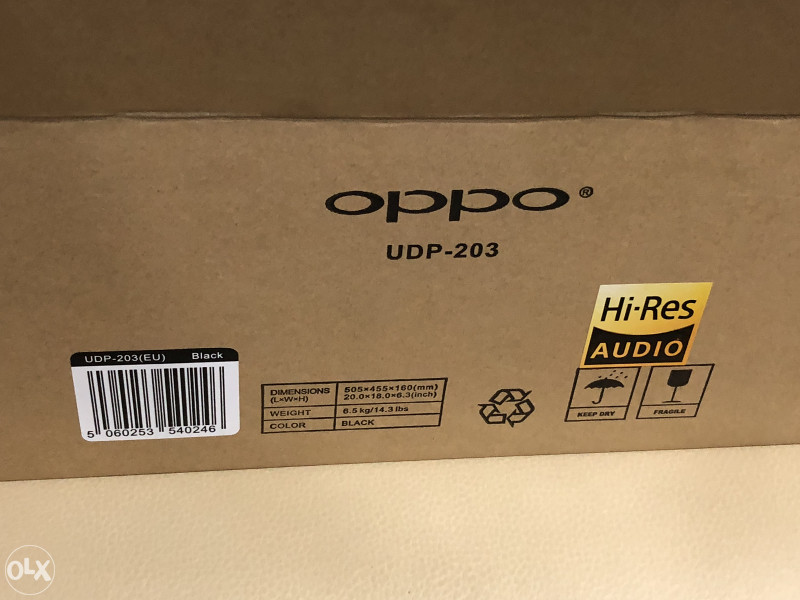 oppo®
UDP-203
Hi-Res
AUDIO
UDP-203(EU) Black
5 060253 540246
DIMENSIONS (L×W×H) 505×455×160(mm) 20.0×18.0×6.3(inch)
WEIGHT 6.5 kg/14.3 lbs
COLOR BLACK
KEEP DRY
FRAGILE
OLX